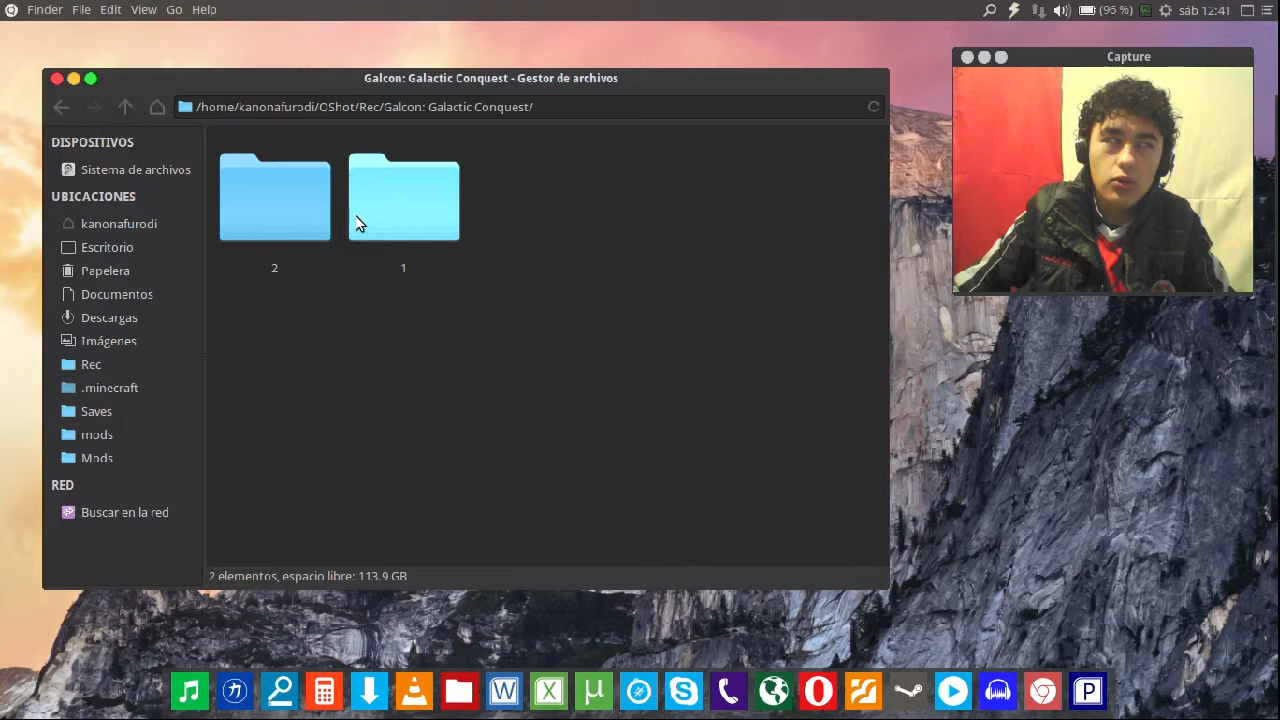 Finder File Edit View Go Help
(96 %) sáb 12:41
Galcon: Galactic Conquest - Gestor de archivos
Capture
/home/kanonafurodi/OShot/Rec/Galcon: Galactic Conquest/
DISPOSITIVOS
Sistema de archivos
UBICACIONES
kanonafurodi
Escritorio
Papelera
Documentos
Descargas
Imágenes
Rec
.minecraft
Saves
mods
Mods
RED
Buscar en la red
2
1
2 elementos, espacio libre: 113,9 GB
W
X
µ
P